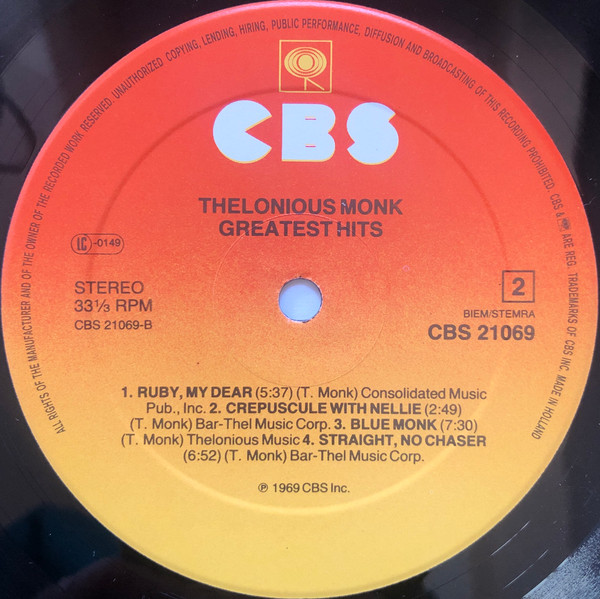 ALL RIGHTS OF THE MANUFACTURER AND OF THE OWNER OF THE RECORDED WORK RESERVED. UNAUTHORIZED COPYING, LENDING, HIRING, PUBLIC PERFORMANCE, DIFFUSION AND BROADCASTING OF THIS RECORDING PROHIBITED. CBS & ARE REG. TRADEMARKS OF CBS INC. MADE IN HOLLAND
CBS
THELONIOUS MONK
GREATEST HITS
LC-0149
STEREO
33⅓ RPM
CBS 21069-B
2
BIEM/STEMRA
CBS 21069
1. RUBY, MY DEAR (5:37) (T. Monk) Consolidated Music
Pub., Inc. 2. CREPUSCULE WITH NELLIE (2:49)
(T. Monk) Bar-Thel Music Corp. 3. BLUE MONK (7:30)
(T. Monk) Thelonious Music 4. STRAIGHT, NO CHASER
(6:52) (T. Monk) Bar-Thel Music Corp.
℗ 1969 CBS Inc.